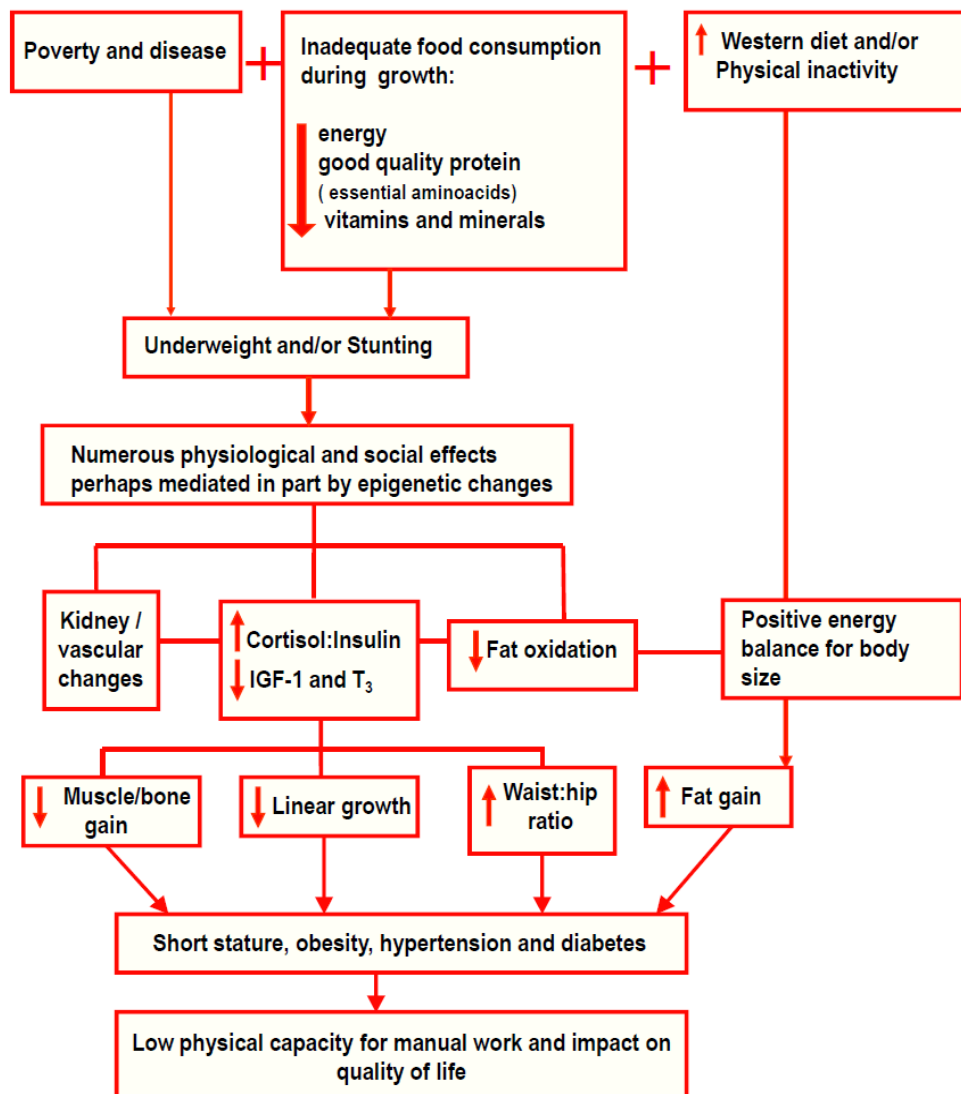 Poverty and disease
+
Inadequate food consumption
during growth:
energy
good quality protein
( essential aminoacids)
vitamins and minerals
+
Western diet and/or
Physical inactivity
Underweight and/or Stunting
Numerous physiological and social effects
perhaps mediated in part by epigenetic changes
Kidney /
vascular
changes
Cortisol:Insulin
IGF-1 and T₃
Fat oxidation
Positive energy
balance for body
size
Muscle/bone
gain
Linear growth
Waist:hip
ratio
Fat gain
Short stature, obesity, hypertension and diabetes
Low physical capacity for manual work and impact on
quality of life